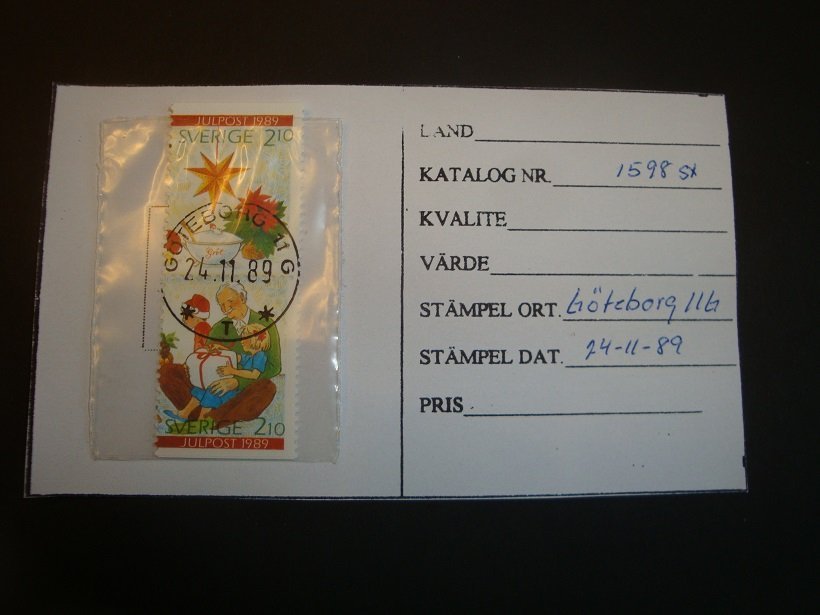 JULPOST 1989
SVERIGE 2.10
GÖTEBORG 11 G
Gröt
24.11.89
* T *
SVERIGE 2.10
JULPOST 1989
LAND
KATALOG NR. 1598 sx
KVALITE
VÄRDE
STÄMPEL ORT. Göteborg 11G
STÄMPEL DAT. 24-11-89
PRIS